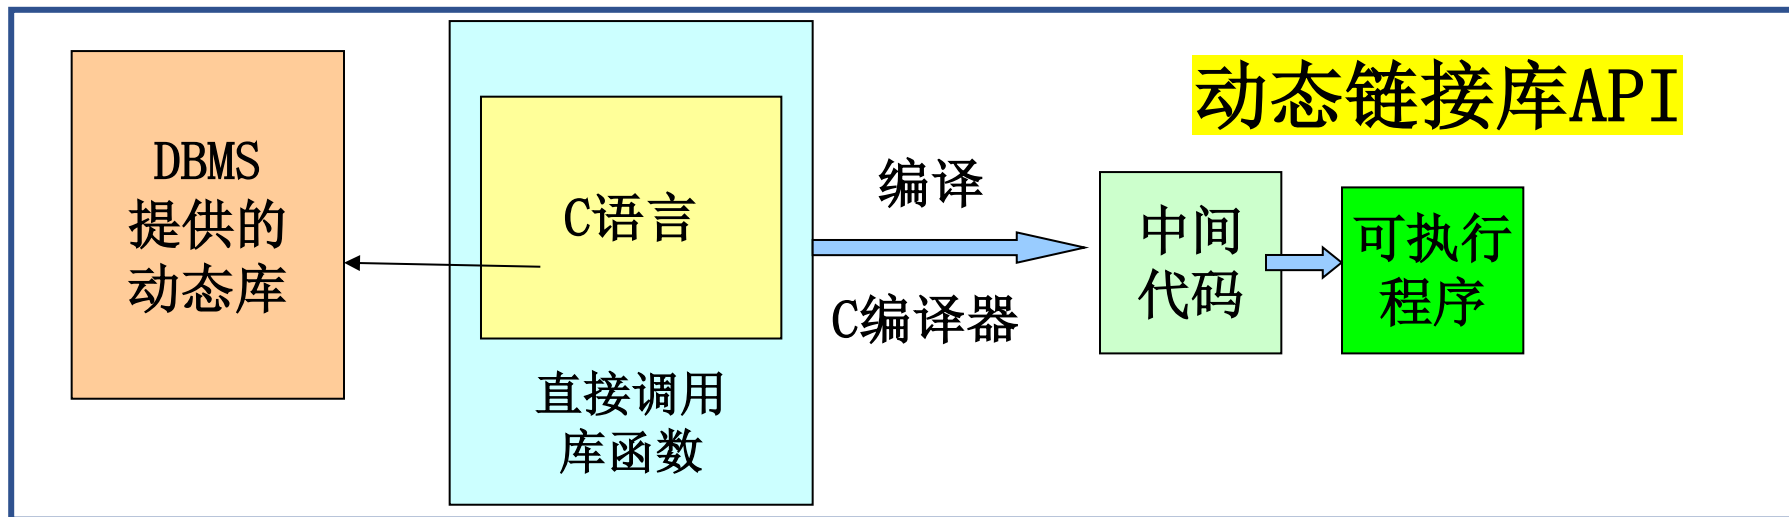 动态链接库API
DBMS
提供的
动态库
C语言
直接调用
库函数
编译
C编译器
中间
代码
可执行
程序